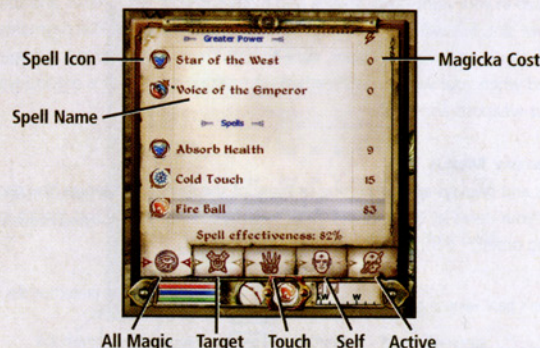 Greater Power
Spell Icon
Star of the West 0
Magicka Cost
Voice of the Emperor 0
Spell Name
Spells
Absorb Health 9
Cold Touch 15
Fire Ball 83
Spell effectiveness: 82%
W W
All Magic Target Touch Self Active